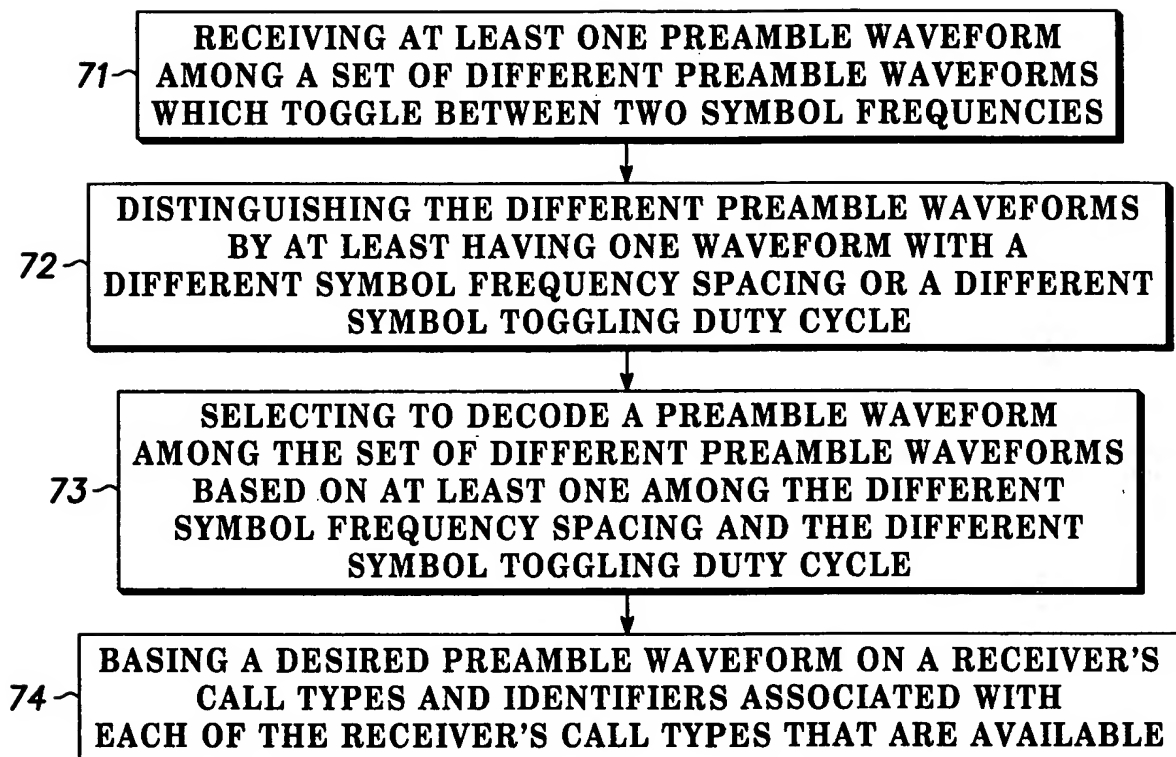 RECEIVING AT LEAST ONE PREAMBLE WAVEFORM
71 AMONG A SET OF DIFFERENT PREAMBLE WAVEFORMS
WHICH TOGGLE BETWEEN TWO SYMBOL FREQUENCIES
DISTINGUISHING THE DIFFERENT PREAMBLE WAVEFORMS
72 BY AT LEAST HAVING ONE WAVEFORM WITH A
DIFFERENT SYMBOL FREQUENCY SPACING OR A DIFFERENT
SYMBOL TOGGLING DUTY CYCLE
SELECTING TO DECODE A PREAMBLE WAVEFORM
AMONG THE SET OF DIFFERENT PREAMBLE WAVEFORMS
73 BASED ON AT LEAST ONE AMONG THE DIFFERENT
SYMBOL FREQUENCY SPACING AND THE DIFFERENT
SYMBOL TOGGLING DUTY CYCLE
BASING A DESIRED PREAMBLE WAVEFORM ON A RECEIVER'S
74 CALL TYPES AND IDENTIFIERS ASSOCIATED WITH
EACH OF THE RECEIVER'S CALL TYPES THAT ARE AVAILABLE